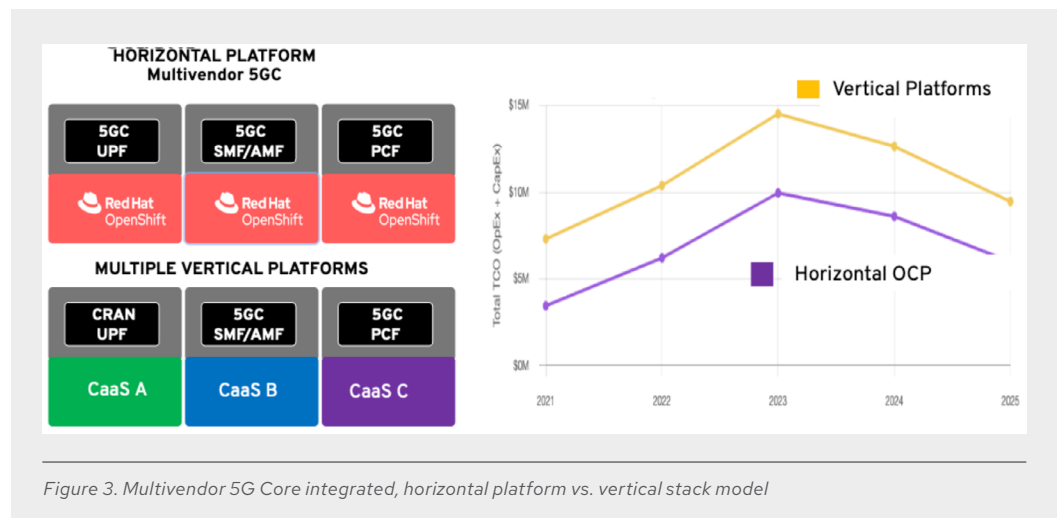 HORIZONTAL PLATFORM
Multivendor 5GC
5GC
UPF
5GC
SMF/AMF
5GC
PCF
Red Hat
OpenShift
Red Hat
OpenShift
Red Hat
OpenShift
MULTIPLE VERTICAL PLATFORMS
CRAN
UPF
5GC
SMF/AMF
5GC
PCF
CaaS A
CaaS B
CaaS C
Vertical Platforms
$15M
$10M
$5M
$0M
Total TCO (OpEx + CapEx)
Horizontal OCP
2021
2022
2023
2024
2025
Figure 3. Multivendor 5G Core integrated, horizontal platform vs. vertical stack model